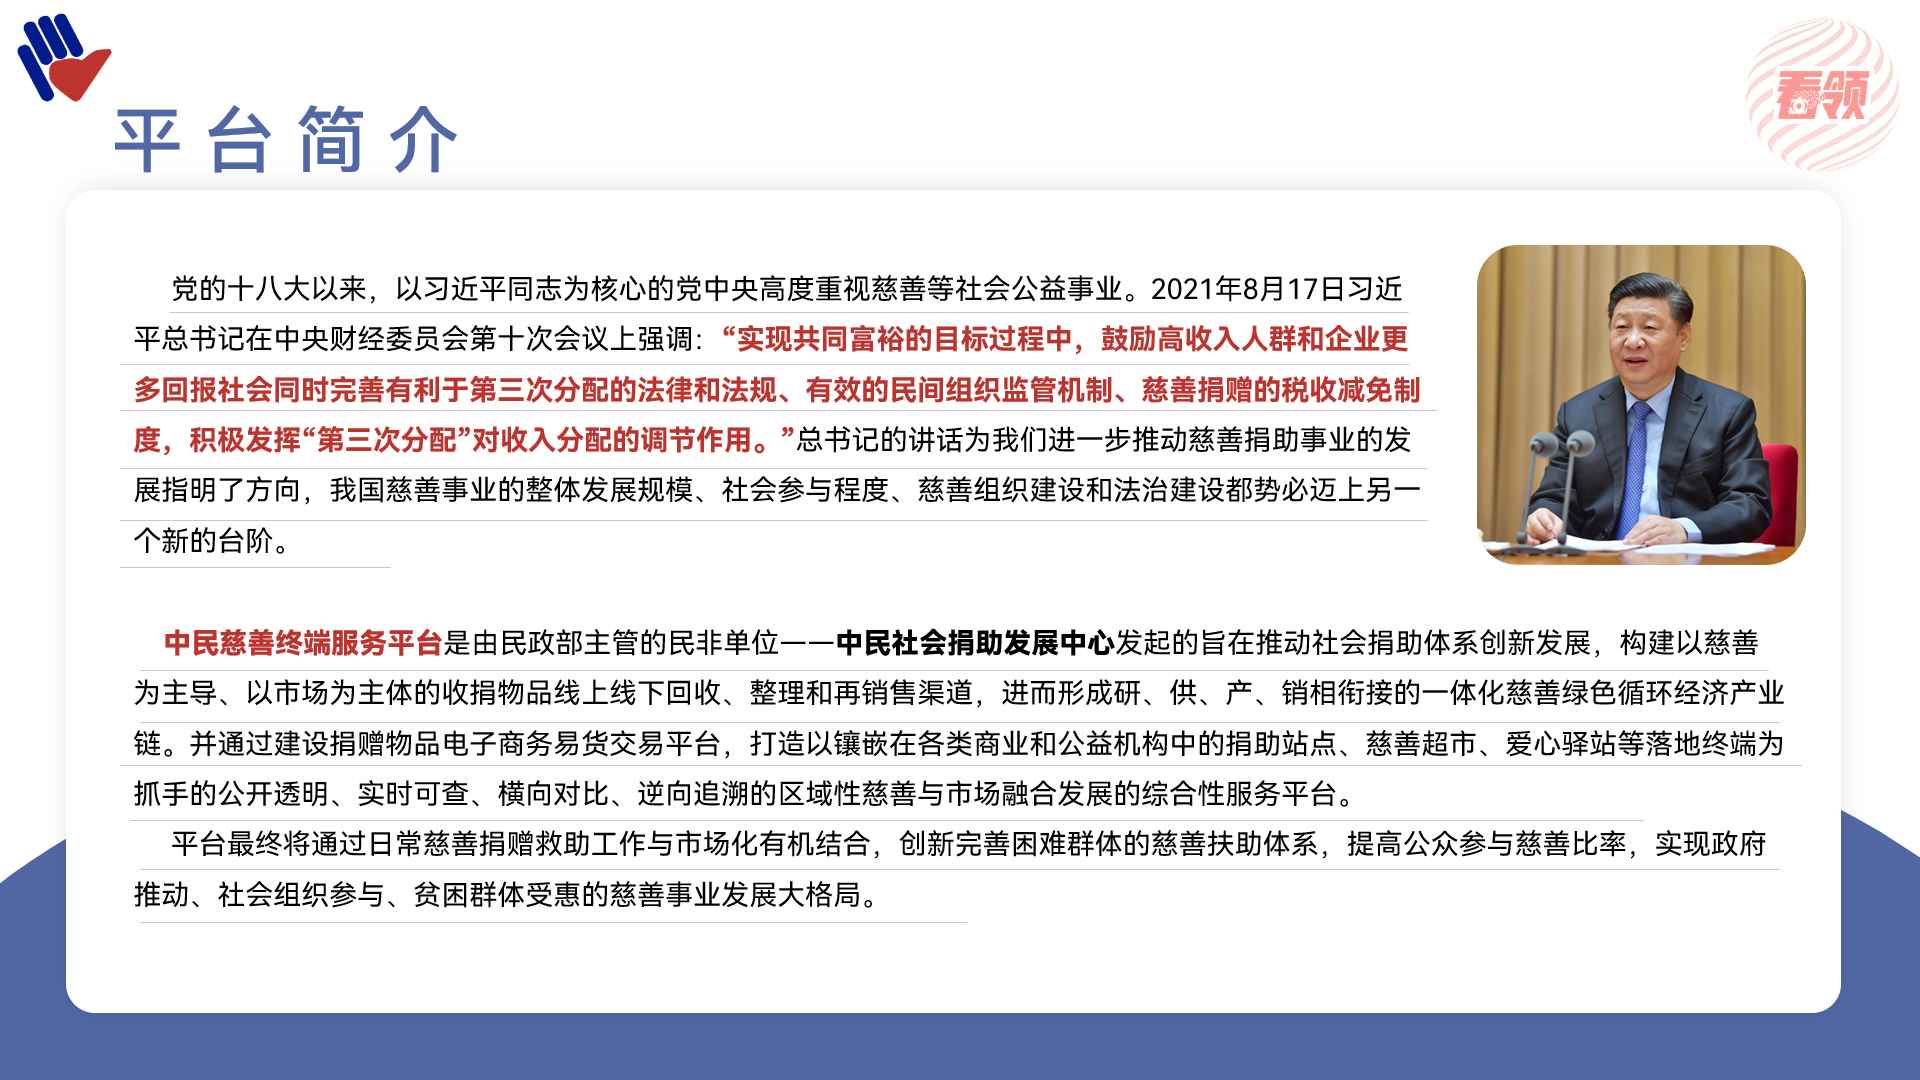 看领
平台简介
党的十八大以来，以习近平同志为核心的党中央高度重视慈善等社会公益事业。2021年8月17日习近
平总书记在中央财经委员会第十次会议上强调：“实现共同富裕的目标过程中，鼓励高收入人群和企业更
多回报社会同时完善有利于第三次分配的法律和法规、有效的民间组织监管机制、慈善捐赠的税收减免制
度，积极发挥“第三次分配”对收入分配的调节作用。”总书记的讲话为我们进一步推动慈善捐助事业的发
展指明了方向，我国慈善事业的整体发展规模、社会参与程度、慈善组织建设和法治建设都势必迈上另一
个新的台阶。
中民慈善终端服务平台是由民政部主管的民非单位——中民社会捐助发展中心发起的旨在推动社会捐助体系创新发展，构建以慈善
为主导、以市场为主体的收捐物品线上线下回收、整理和再销售渠道，进而形成研、供、产、销相衔接的一体化慈善绿色循环经济产业
链。并通过建设捐赠物品电子商务易货交易平台，打造以镶嵌在各类商业和公益机构中的捐助站点、慈善超市、爱心驿站等落地终端为
抓手的公开透明、实时可查、横向对比、逆向追溯的区域性慈善与市场融合发展的综合性服务平台。
平台最终将通过日常慈善捐赠救助工作与市场化有机结合，创新完善困难群体的慈善扶助体系，提高公众参与慈善比率，实现政府
推动、社会组织参与、贫困群体受惠的慈善事业发展大格局。